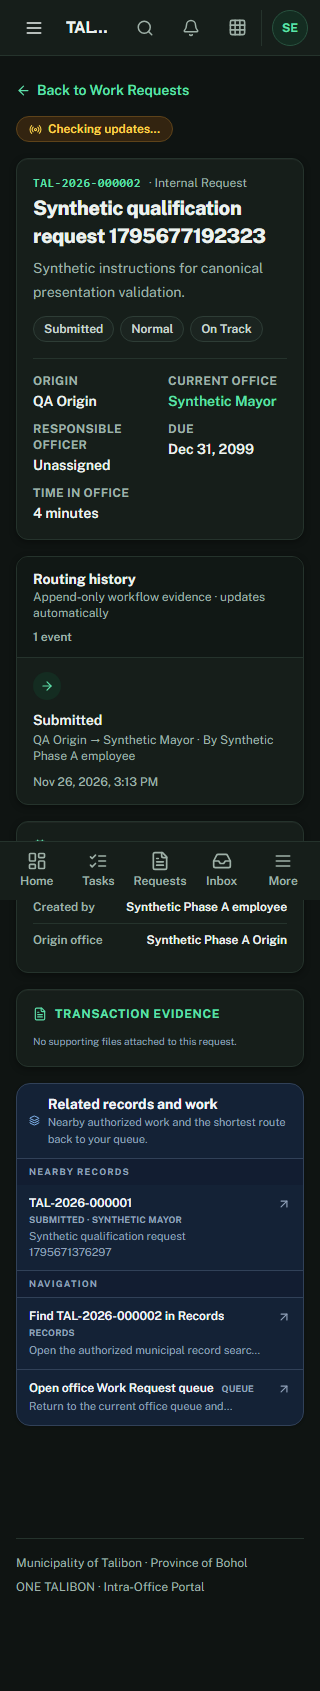 TAL...
SE
Back to Work Requests
Checking updates...
TAL-2026-000002 · Internal Request
Synthetic qualification
request 1795677192323
Synthetic instructions for canonical
presentation validation.
Submitted
Normal
On Track
ORIGIN
QA Origin
CURRENT OFFICE
Synthetic Mayor
RESPONSIBLE
OFFICER
Unassigned
DUE
Dec 31, 2099
TIME IN OFFICE
4 minutes
Routing history
Append-only workflow evidence · updates
automatically
1 event
Submitted
QA Origin → Synthetic Mayor · By Synthetic
Phase A employee
Nov 26, 2026, 3:13 PM
Home
Tasks
Requests
Inbox
More
Created by Synthetic Phase A employee
Origin office Synthetic Phase A Origin
TRANSACTION EVIDENCE
No supporting files attached to this request.
Related records and work
Nearby authorized work and the shortest route
back to your queue.
NEARBY RECORDS
TAL-2026-000001
SUBMITTED · SYNTHETIC MAYOR
Synthetic qualification request
1795671376297
NAVIGATION
Find TAL-2026-000002 in Records
RECORDS
Open the authorized municipal record searc...
Open office Work Request queue QUEUE
Return to the current office queue and...
Municipality of Talibon · Province of Bohol
ONE TALIBON · Intra-Office Portal